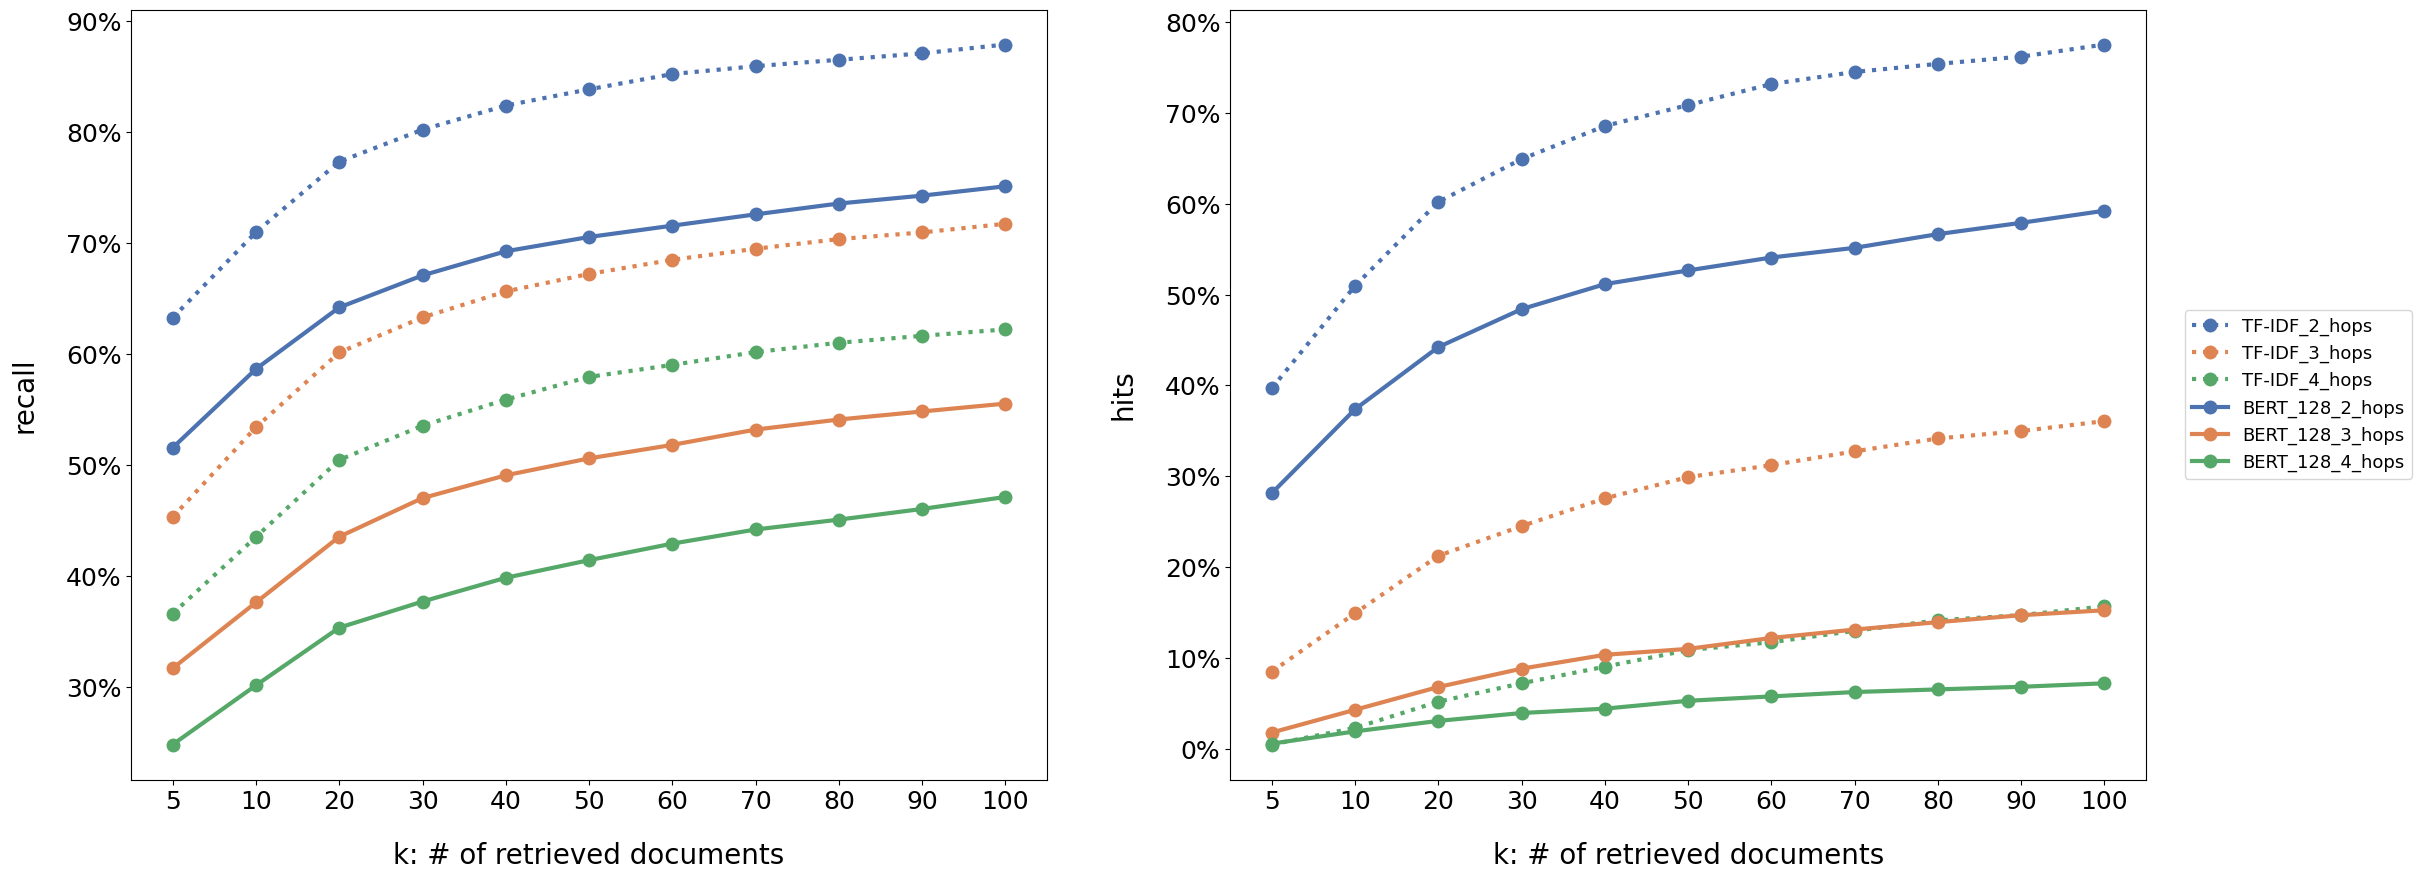 90%
80%
70%
60%
50%
40%
30%
recall
5 10 20 30 40 50 60 70 80 90 100
k: # of retrieved documents
80%
70%
60%
50%
40%
30%
20%
10%
0%
hits
5 10 20 30 40 50 60 70 80 90 100
k: # of retrieved documents
TF-IDF_2_hops
TF-IDF_3_hops
TF-IDF_4_hops
BERT_128_2_hops
BERT_128_3_hops
BERT_128_4_hops